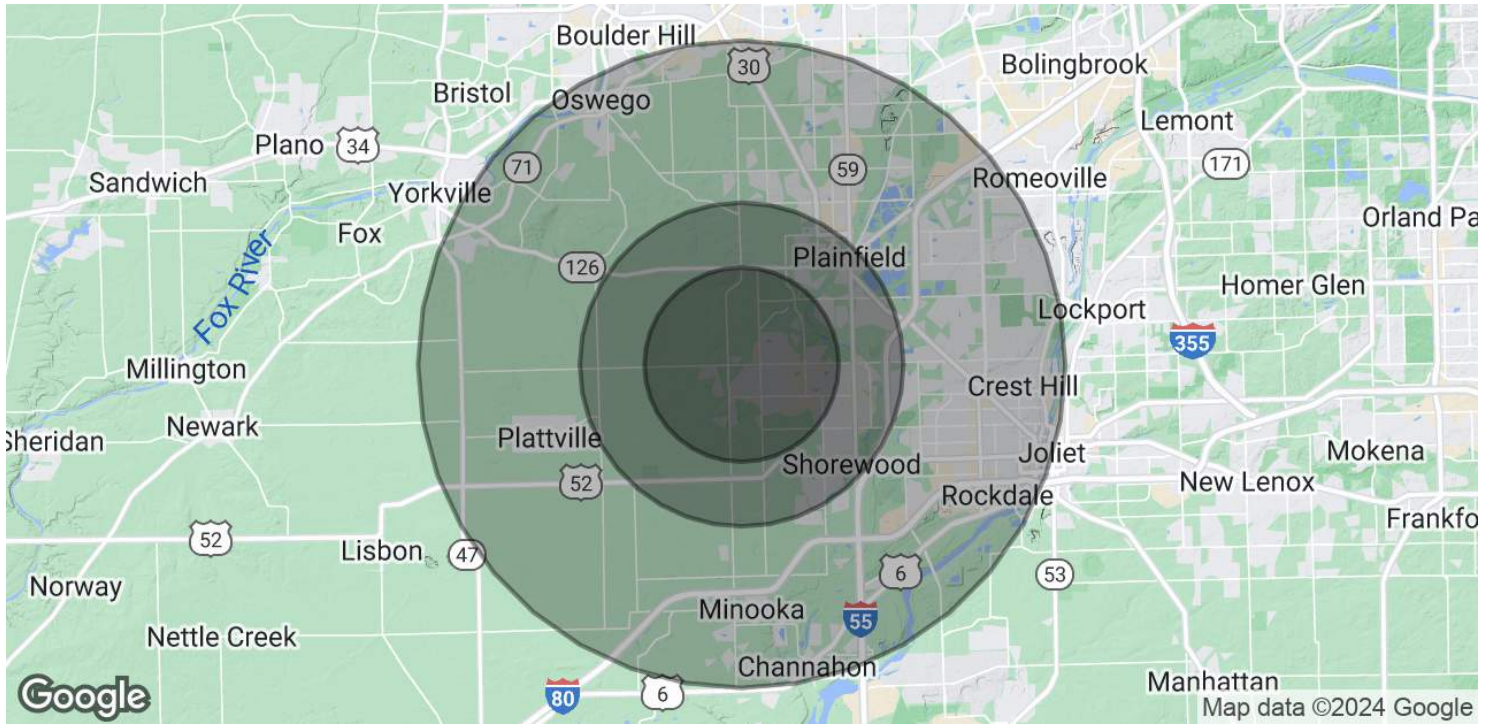 Boulder Hill
30
Bolingbrook
Bristol
Oswego
Lemont
Plano
34
71
59
171
Sandwich
Romeoville
Yorkville
Orland Pa
Fox
Fox River
126
Plainfield
Homer Glen
Lockport
355
Millington
Crest Hill
Newark
Sheridan
Plattville
Joliet
Mokena
Shorewood
52
New Lenox
Rockdale
Frankfo
52
Lisbon
47
6
53
Norway
Minooka
55
Nettle Creek
Channahon
Manhattan
80
6
Google
Map data ©2024 Google